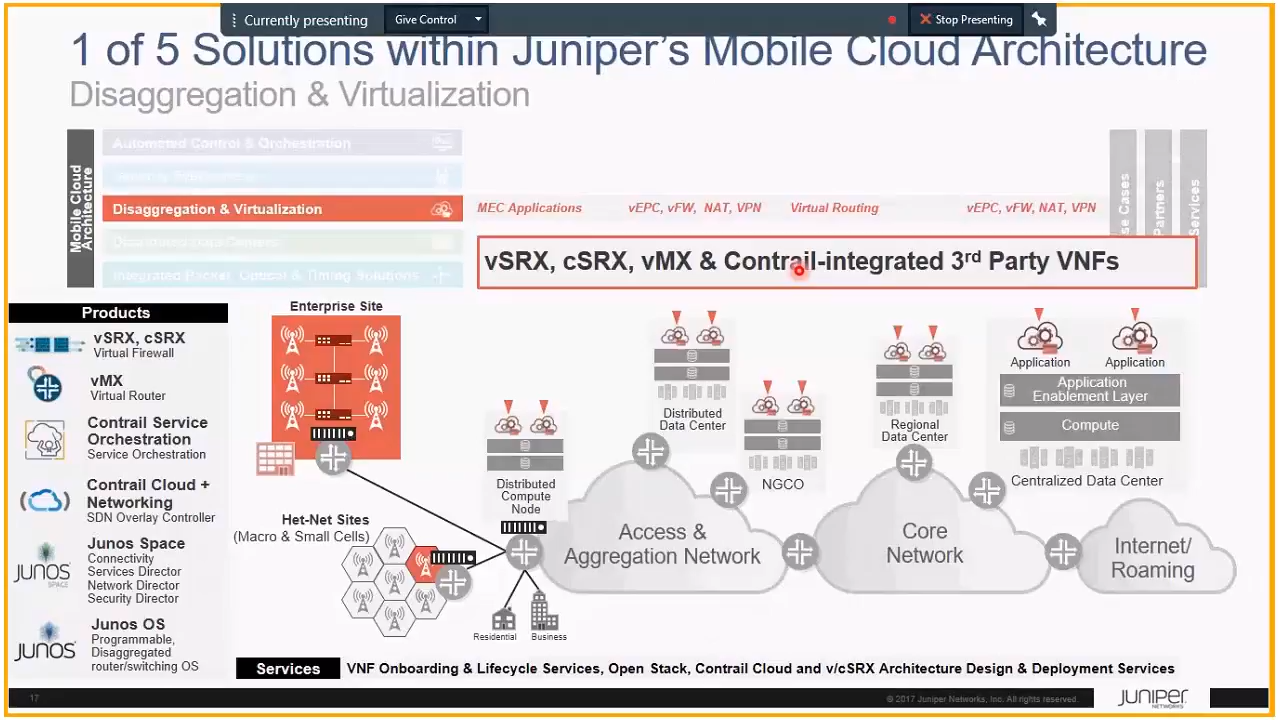 Currently presenting
Give Control
Stop Presenting
1 of 5 Solutions within Juniper's Mobile Cloud Architecture
Disaggregation & Virtualization
Mobile Cloud
Architecture
Automated Control & Orchestration
Disaggregation & Virtualization
Distributed Data Centers
Integrated Packet, Optical & Timing Solutions
MEC Applications
vEPC, vFW, NAT, VPN
Virtual Routing
vEPC, vFW, NAT, VPN
Partners
Services
vSRX, cSRX, vMX & Contrail-integrated 3rd Party VNFs
Products
vSRX, cSRX
Virtual Firewall
vMX
Virtual Router
Contrail Service
Orchestration
Service Orchestration
Contrail Cloud +
Networking
SDN Overlay Controller
JUNOS
SPACE
Junos Space
Connectivity
Services Director
Network Director
Security Director
JUNOS
Junos OS
Programmable,
Disaggregated
router/switching OS
Enterprise Site
Het-Net Sites
(Macro & Small Cells)
Distributed
Compute
Node
Residential
Business
Distributed
Data Center
NGCO
Access &
Aggregation Network
Regional
Data Center
Core
Network
Application
Application
Application
Enablement Layer
Compute
Centralized Data Center
Internet/
Roaming
Services
VNF Onboarding & Lifecycle Services, Open Stack, Contrail Cloud and v/cSRX Architecture Design & Deployment Services
17
© 2017 Juniper Networks, Inc. All rights reserved.
JUNIPER
NETWORKS